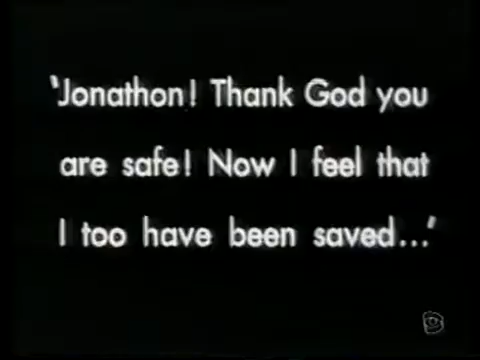 'Jonathon! Thank God you
are safe! Now I feel that
I too have been saved...'